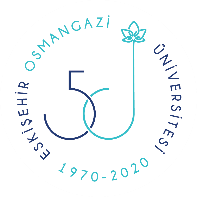 ESKİŞEHİR OSMANGAZİ ÜNİVERSİTESİ
50
1970-2020